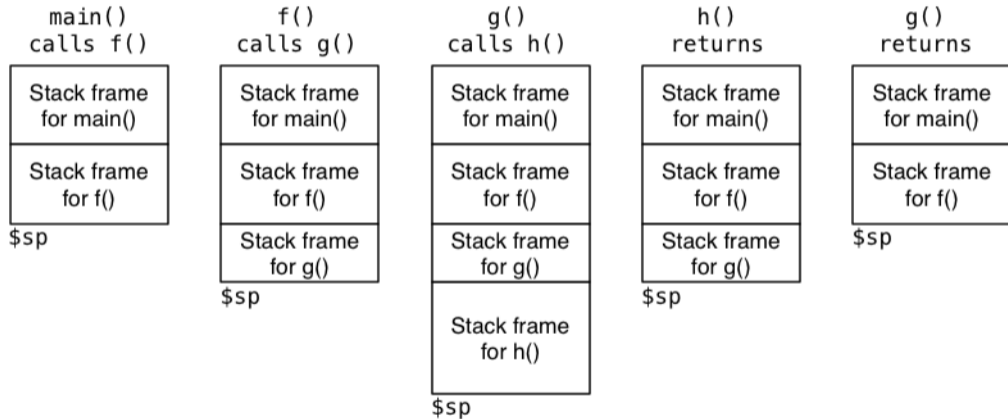 main()
calls f()
Stack frame
for main()
Stack frame
for f()
$sp
f()
calls g()
Stack frame
for main()
Stack frame
for f()
Stack frame
for g()
$sp
g()
calls h()
Stack frame
for main()
Stack frame
for f()
Stack frame
for g()
Stack frame
for h()
$sp
h()
returns
Stack frame
for main()
Stack frame
for f()
Stack frame
for g()
$sp
g()
returns
Stack frame
for main()
Stack frame
for f()
$sp